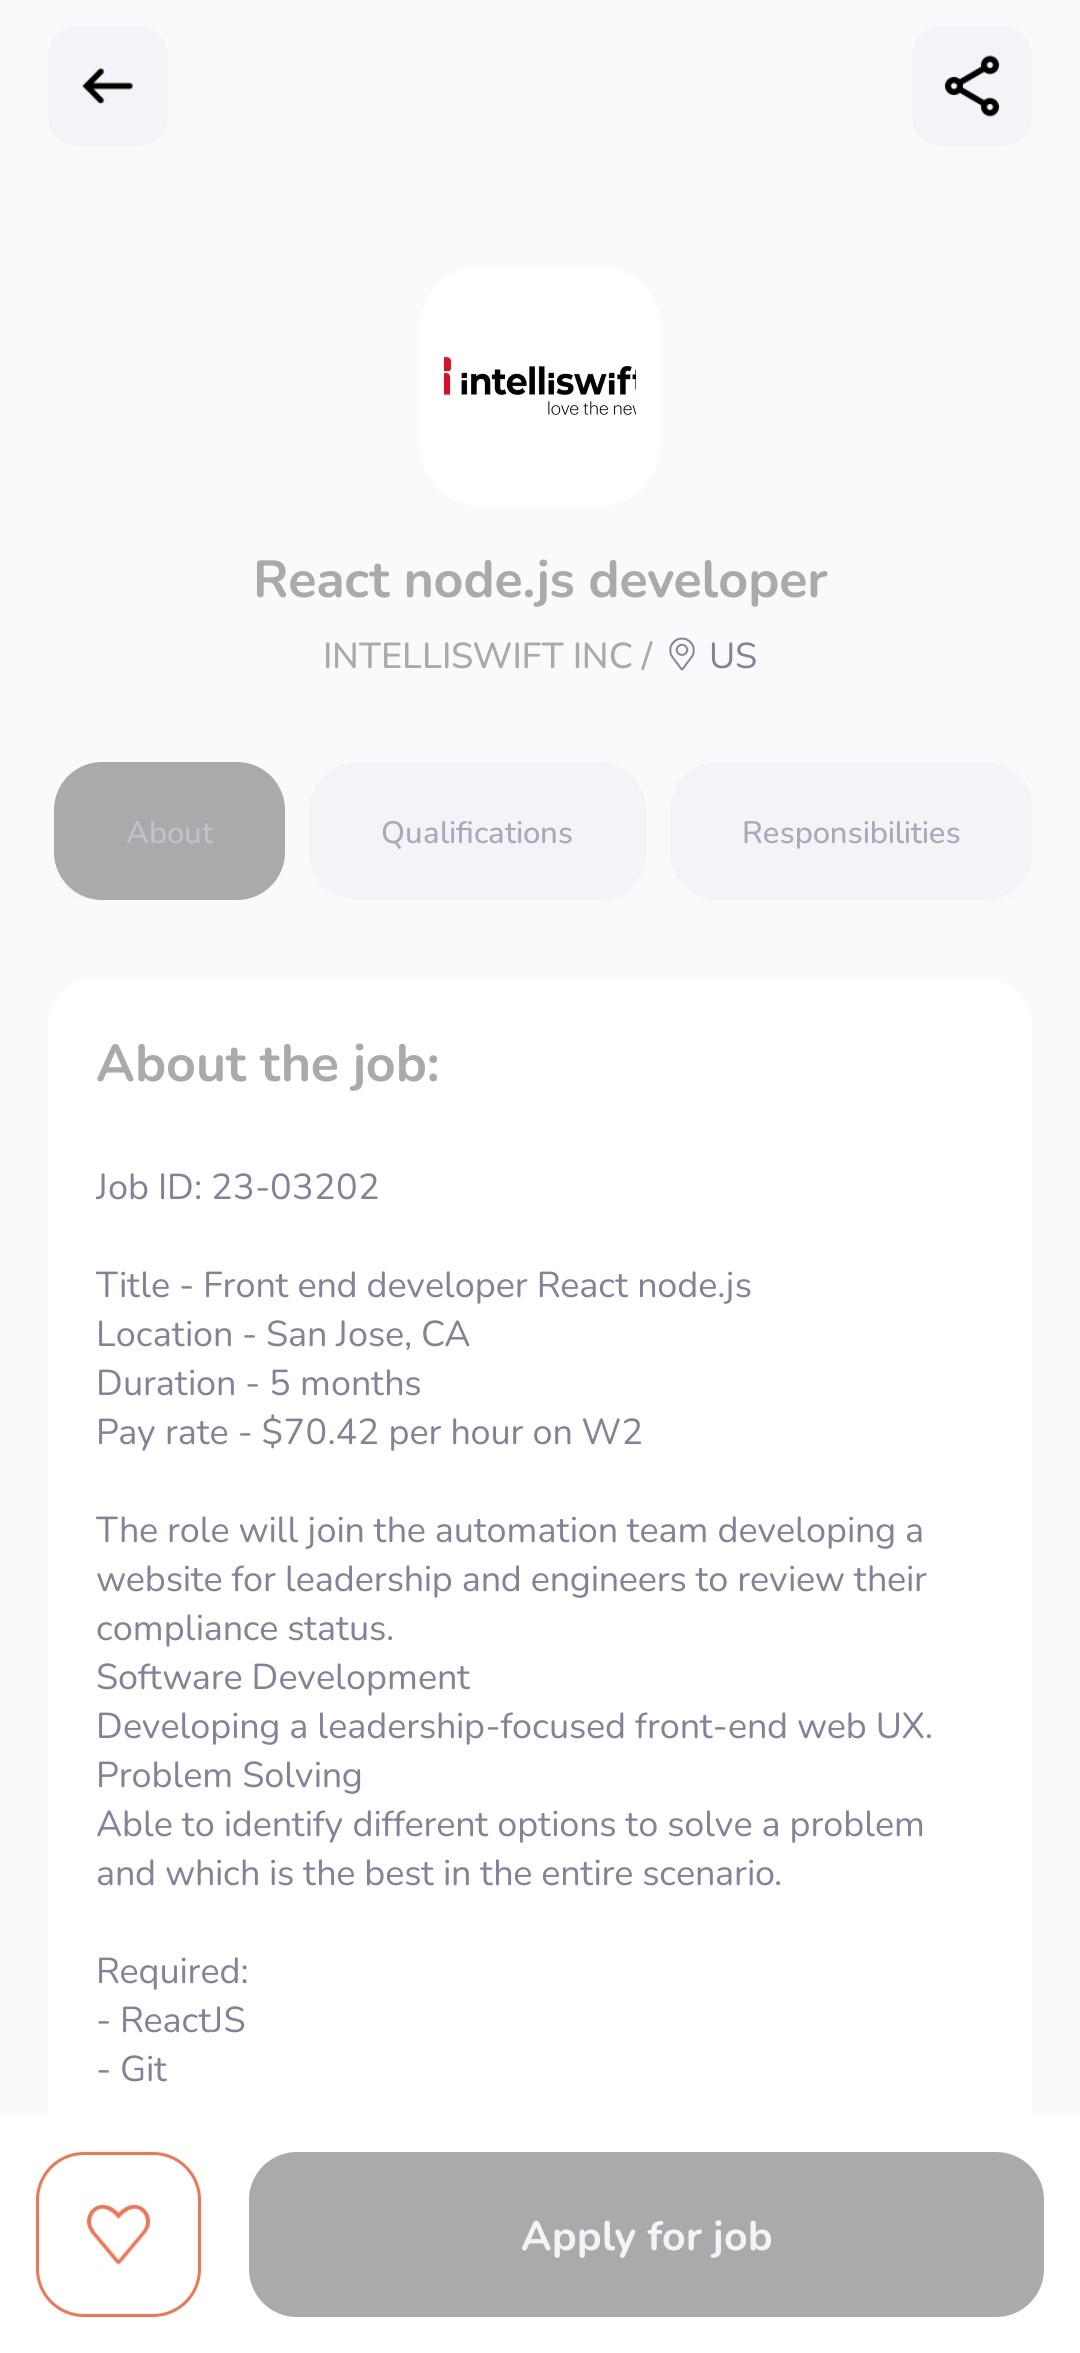 intelliswift
love the new
React node.js developer
INTELLISWIFT INC / US
About
Qualifications
Responsibilities
About the job:
Job ID: 23-03202
Title - Front end developer React node.js
Location - San Jose, CA
Duration - 5 months
Pay rate - $70.42 per hour on W2
The role will join the automation team developing a
website for leadership and engineers to review their
compliance status.
Software Development
Developing a leadership-focused front-end web UX.
Problem Solving
Able to identify different options to solve a problem
and which is the best in the entire scenario.
Required:
- ReactJS
- Git
Apply for job